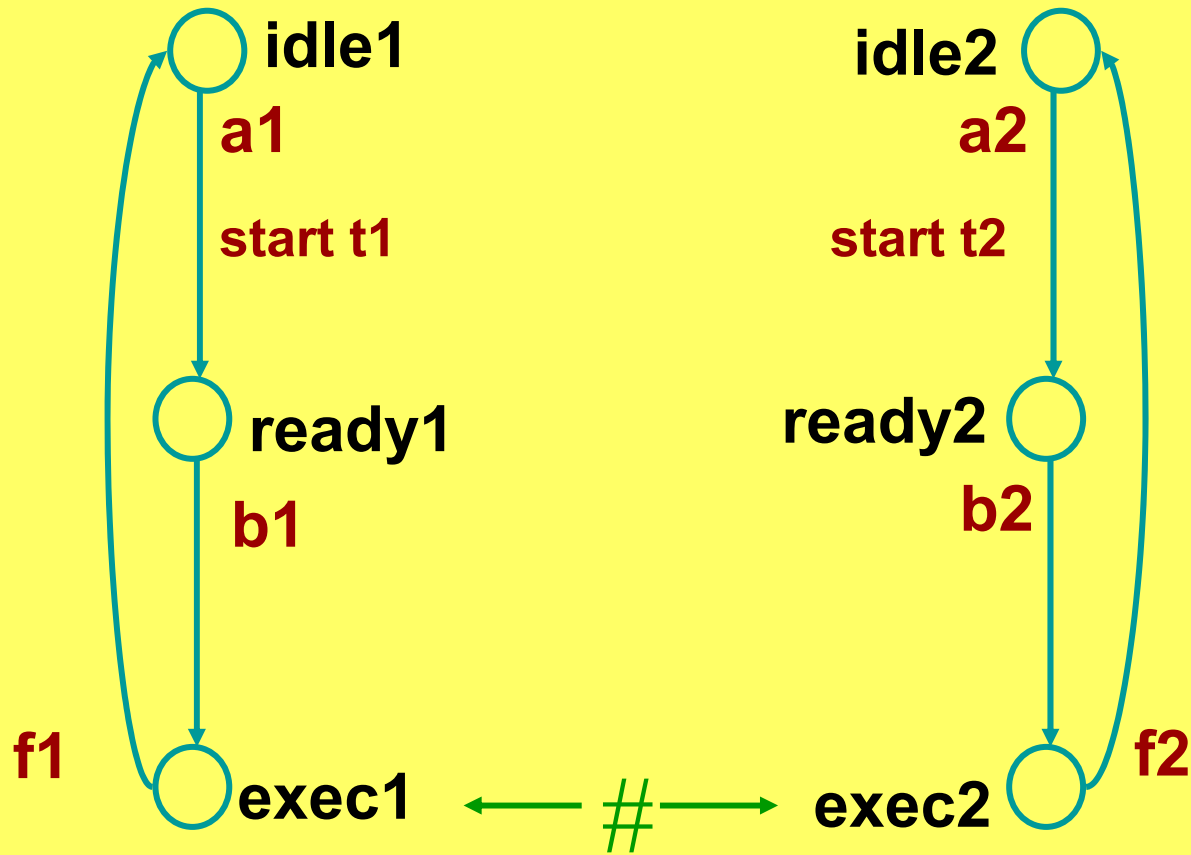 idle1
idle2
a1
a2
start t1
start t2
ready1
ready2
b1
b2
f1
f2
exec1
#
exec2